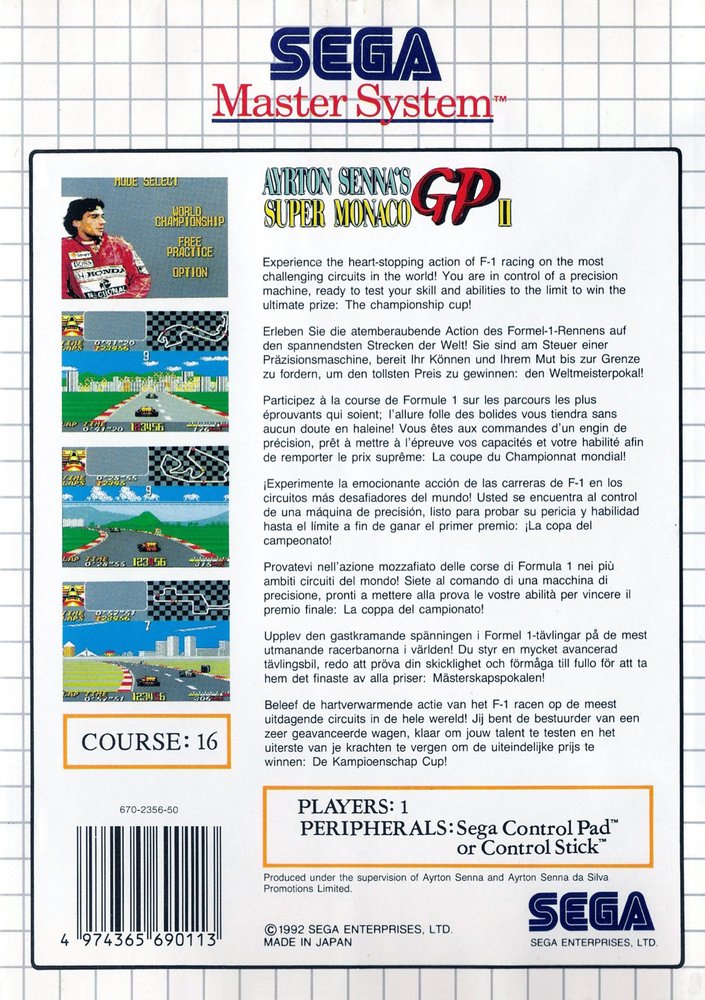 SEGA
Master System™
MODE SELECT
WORLD
CHAMPIONSHIP
FREE
PRACTICE
OPTION
HONDA
AYRTON SENNA'S
SUPER MONACO GP II
Experience the heart-stopping action of F-1 racing on the most
challenging circuits in the world! You are in control of a precision
machine, ready to test your skill and abilities to the limit to win the
ultimate prize: The championship cup!
Erleben Sie die atemberaubende Action des Formel-1-Rennens auf
den spannendsten Strecken der Welt! Sie sind am Steuer einer
Präzisionsmaschine, bereit Ihr Können und Ihrem Mut bis zur Grenze
zu fordern, um den tollsten Preis zu gewinnen: den Weltmeisterpokal!
Participez à la course de Formule 1 sur les parcours les plus
éprouvants qui soient; l'allure folle des bolides vous tiendra sans
aucun doute en haleine! Vous êtes aux commandes d'un engin de
précision, prêt à mettre à l'épreuve vos capacités et votre habilité afin
de remporter le prix suprême: La coupe du Championnat mondial!
¡Experimente la emocionante acción de las carreras de F-1 en los
circuitos más desafiadores del mundo! Usted se encuentra al control
de una máquina de precisión, listo para probar su pericia y habilidad
hasta el límite a fin de ganar el primer premio: ¡La copa del
campeonato!
Provatevi nell'azione mozzafiato delle corse di Formula 1 nei più
ambiti circuiti del mondo! Siete al comando di una macchina di
precisione, pronti a mettere alla prova le vostre abilità per vincere il
premio finale: La coppa del campionato!
Upplev den gastkramande spänningen i Formel 1-tävlingar på de mest
utmanande racerbanorna i världen! Du styr en mycket avancerad
tävlingsbil, redo att pröva din skicklighet och förmåga till fullo för att ta
hem det finaste av alla priser: Mästerskapspokalen!
Beleef de hartverwarmende actie van het F-1 racen op de meest
uitdagende circuits in de hele wereld! Jij bent de bestuurder van een
zeer geavanceerde wagen, klaar om jouw talent te testen en het
uiterste van je krachten te vergen om de uiteindelijke prijs te
winnen: De Kampioenschap Cup!
COURSE: 16
PLAYERS: 1
PERIPHERALS: Sega Control Pad™
or Control Stick™
670-2356-50
4 974365 690113
Produced under the supervision of Ayrton Senna and Ayrton Senna da Silva
Promotions Limited.
©1992 SEGA ENTERPRISES, LTD.
MADE IN JAPAN
SEGA
SEGA ENTERPRISES, LTD.